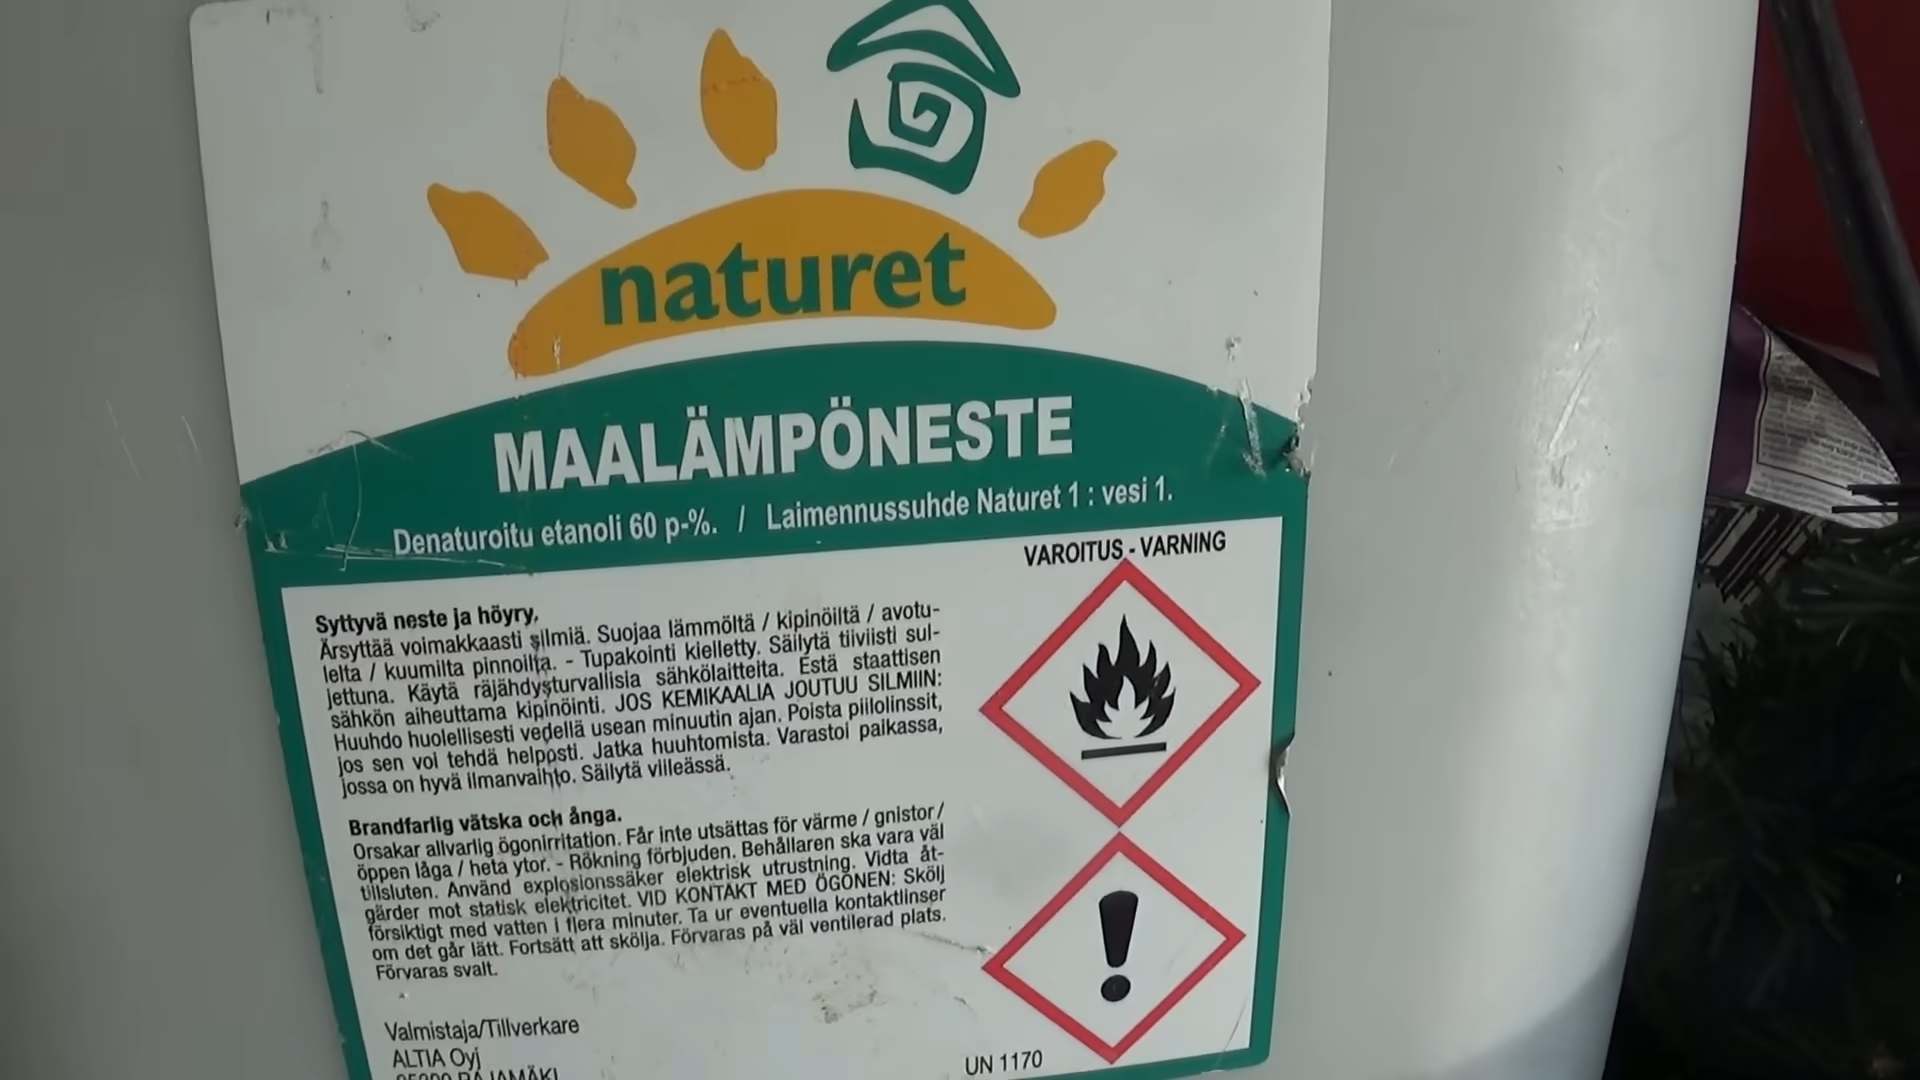 naturet
MAALÄMPÖNESTE
Denaturoitu etanoli 60 p-%. / Laimennussuhde Naturet 1 : vesi 1.
VAROITUS - VARNING
Syttyvä neste ja höyry.
Ärsyttää voimakkaasti silmiä. Suojaa lämmöltä / kipinöiltä / avotu-
lelta / kuumilta pinnoilta. - Tupakointi kielletty. Säilytä tiiviisti sul-
jettuna. Käytä räjähdysturvallisia sähkölaitteita. Estä staattisen
sähkön aiheuttama kipinöinti. JOS KEMIKAALIA JOUTUU SILMIIN:
Huuhdo huolellisesti vedellä usean minuutin ajan. Poista piilolinssit,
jos sen voi tehdä helposti. Jatka huuhtomista. Varastoi paikassa,
jossa on hyvä ilmanvaihto. Säilytä viileässä.
Brandfarlig vätska och ånga.
Orsakar allvarlig ögonirritation. Får inte utsättas för värme / gnistor /
öppen låga / heta ytor. - Rökning förbjuden. Behållaren ska vara väl
tillsluten. Använd explosionssäker elektrisk utrustning. Vidta åt-
gärder mot statisk elektricitet. VID KONTAKT MED ÖGONEN: Skölj
försiktigt med vatten i flera minuter. Ta ur eventuella kontaktlinser
om det går lätt. Fortsätt att skölja. Förvaras på väl ventilerad plats.
Förvaras svalt.
Valmistaja/Tillverkare
ALTIA Oyj
RAJAMÄKI
UN 1170